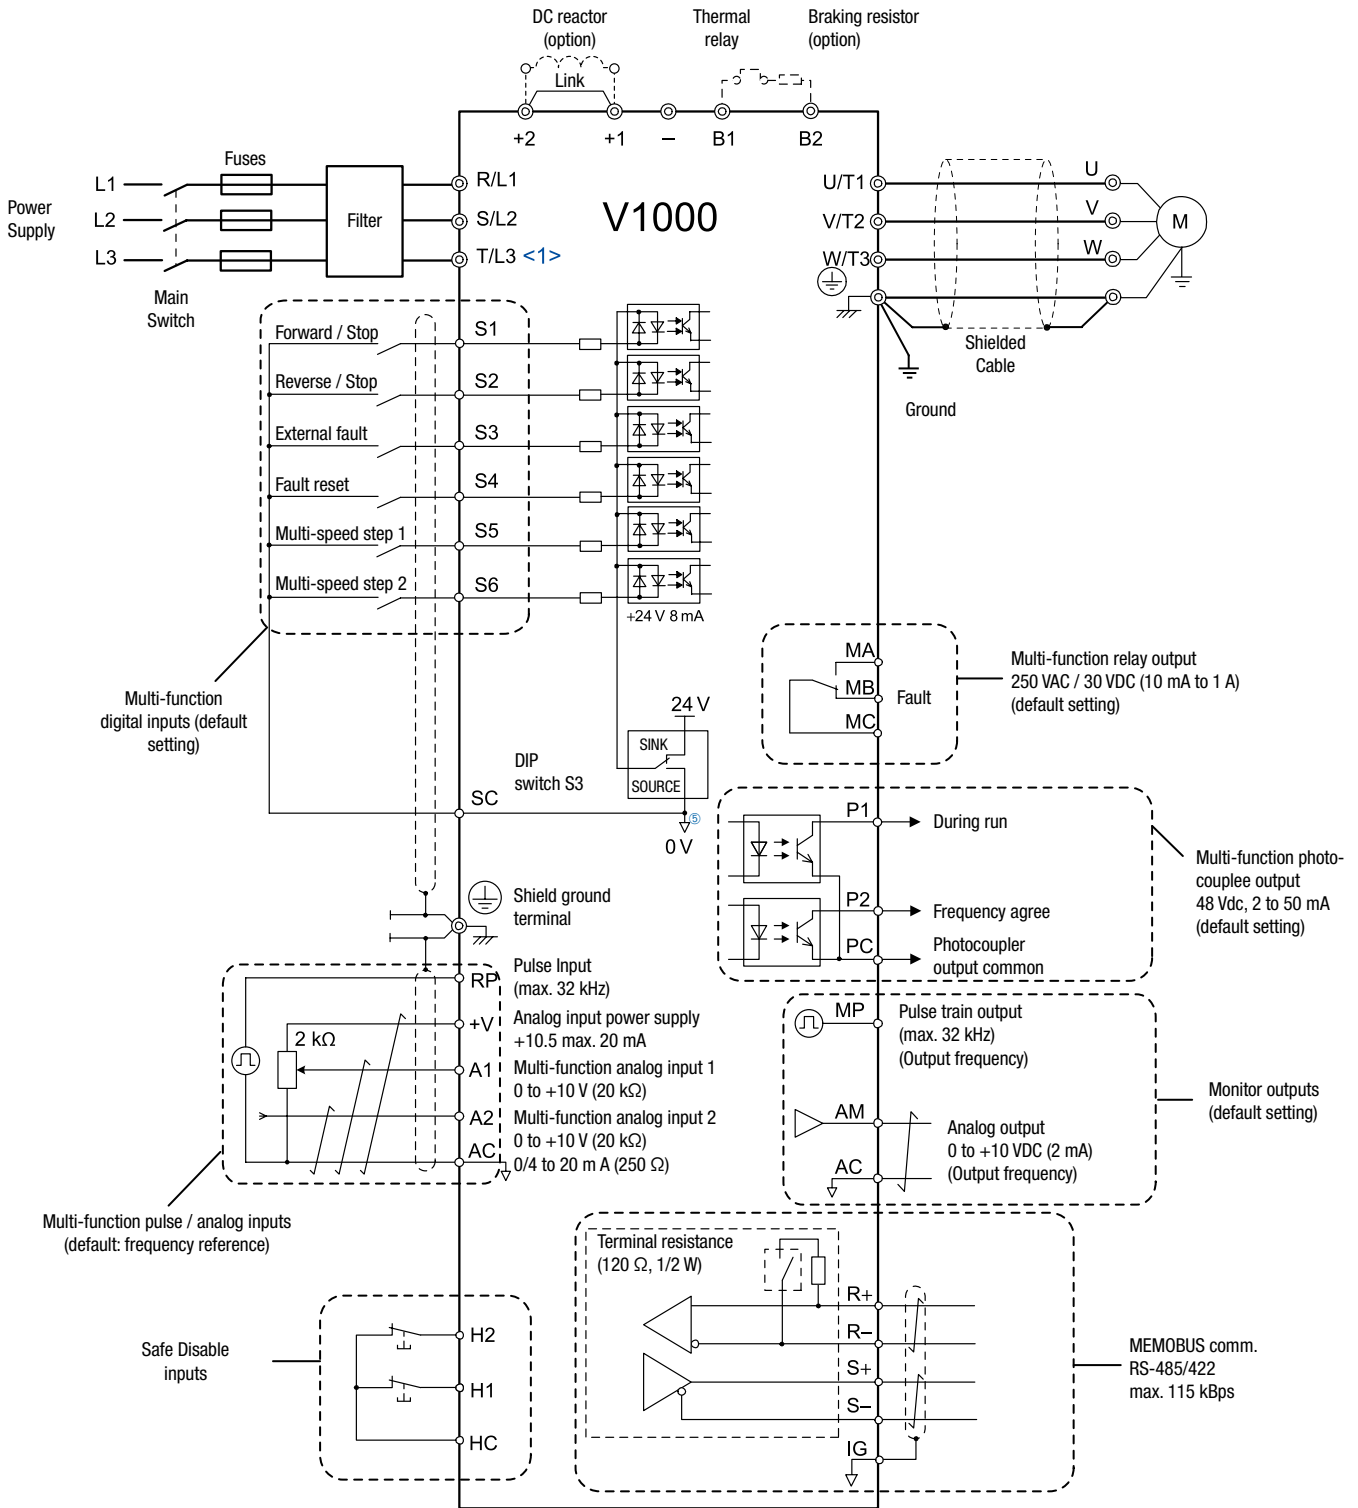 DC reactor
(option)
Thermal
relay
Braking resistor
(option)
Link
+2
+1
–
B1
B2
Fuses
Power
Supply
L1
L2
L3
Filter
R/L1
S/L2
T/L3 <1>
Main
Switch
V1000
U/T1
V/T2
W/T3
U
V
W
M
Shielded
Cable
Ground
Forward / Stop
S1
Reverse / Stop
S2
External fault
S3
Fault reset
S4
Multi-speed step 1
S5
Multi-speed step 2
S6
+24 V 8 mA
Multi-function
digital inputs (default
setting)
24 V
SINK
SOURCE
DIP
switch S3
SC
⑤
0 V
MA
MB
MC
Fault
Multi-function relay output
250 VAC / 30 VDC (10 mA to 1 A)
(default setting)
P1
During run
P2
Frequency agree
PC
Photocoupler
output common
Multi-function photo-
couplee output
48 Vdc, 2 to 50 mA
(default setting)
Shield ground
terminal
RP
Pulse Input
(max. 32 kHz)
+V
Analog input power supply
+10.5 max. 20 mA
2 kΩ
A1
Multi-function analog input 1
0 to +10 V (20 kΩ)
A2
Multi-function analog input 2
0 to +10 V (20 kΩ)
0/4 to 20 m A (250 Ω)
AC
Multi-function pulse / analog inputs
(default: frequency reference)
MP
Pulse train output
(max. 32 kHz)
(Output frequency)
AM
Analog output
0 to +10 VDC (2 mA)
(Output frequency)
AC
Monitor outputs
(default setting)
Terminal resistance
(120 Ω, 1/2 W)
R+
R–
S+
S–
IG
MEMOBUS comm.
RS-485/422
max. 115 kBps
Safe Disable
inputs
H2
H1
HC